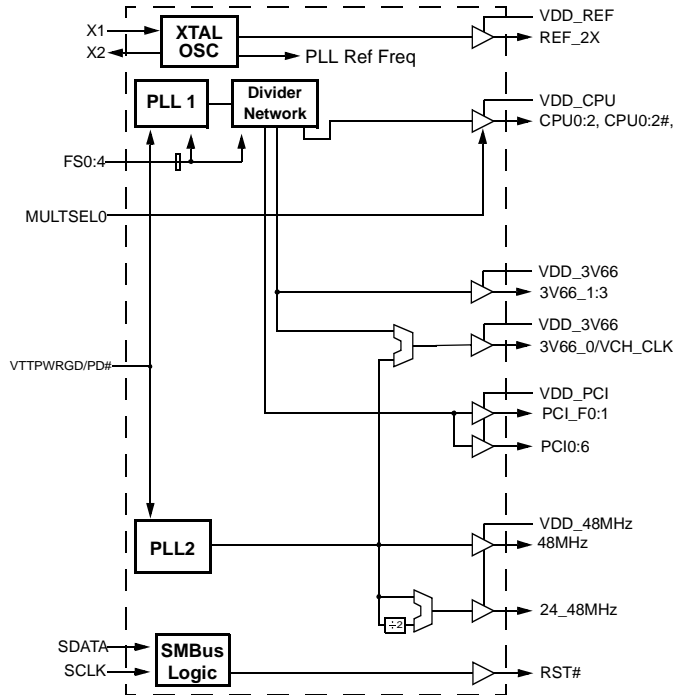 VDD_REF
X1
XTAL
OSC
REF_2X
X2
PLL Ref Freq
PLL 1
Divider
Network
VDD_CPU
CPU0:2, CPU0:2#,
FS0:4
MULTSEL0
VDD_3V66
3V66_1:3
VDD_3V66
3V66_0/VCH_CLK
VTTPWRGD/PD#
VDD_PCI
PCI_F0:1
PCI0:6
VDD_48MHz
PLL2
48MHz
24_48MHz
÷2
SDATA
SMBus
Logic
SCLK
RST#